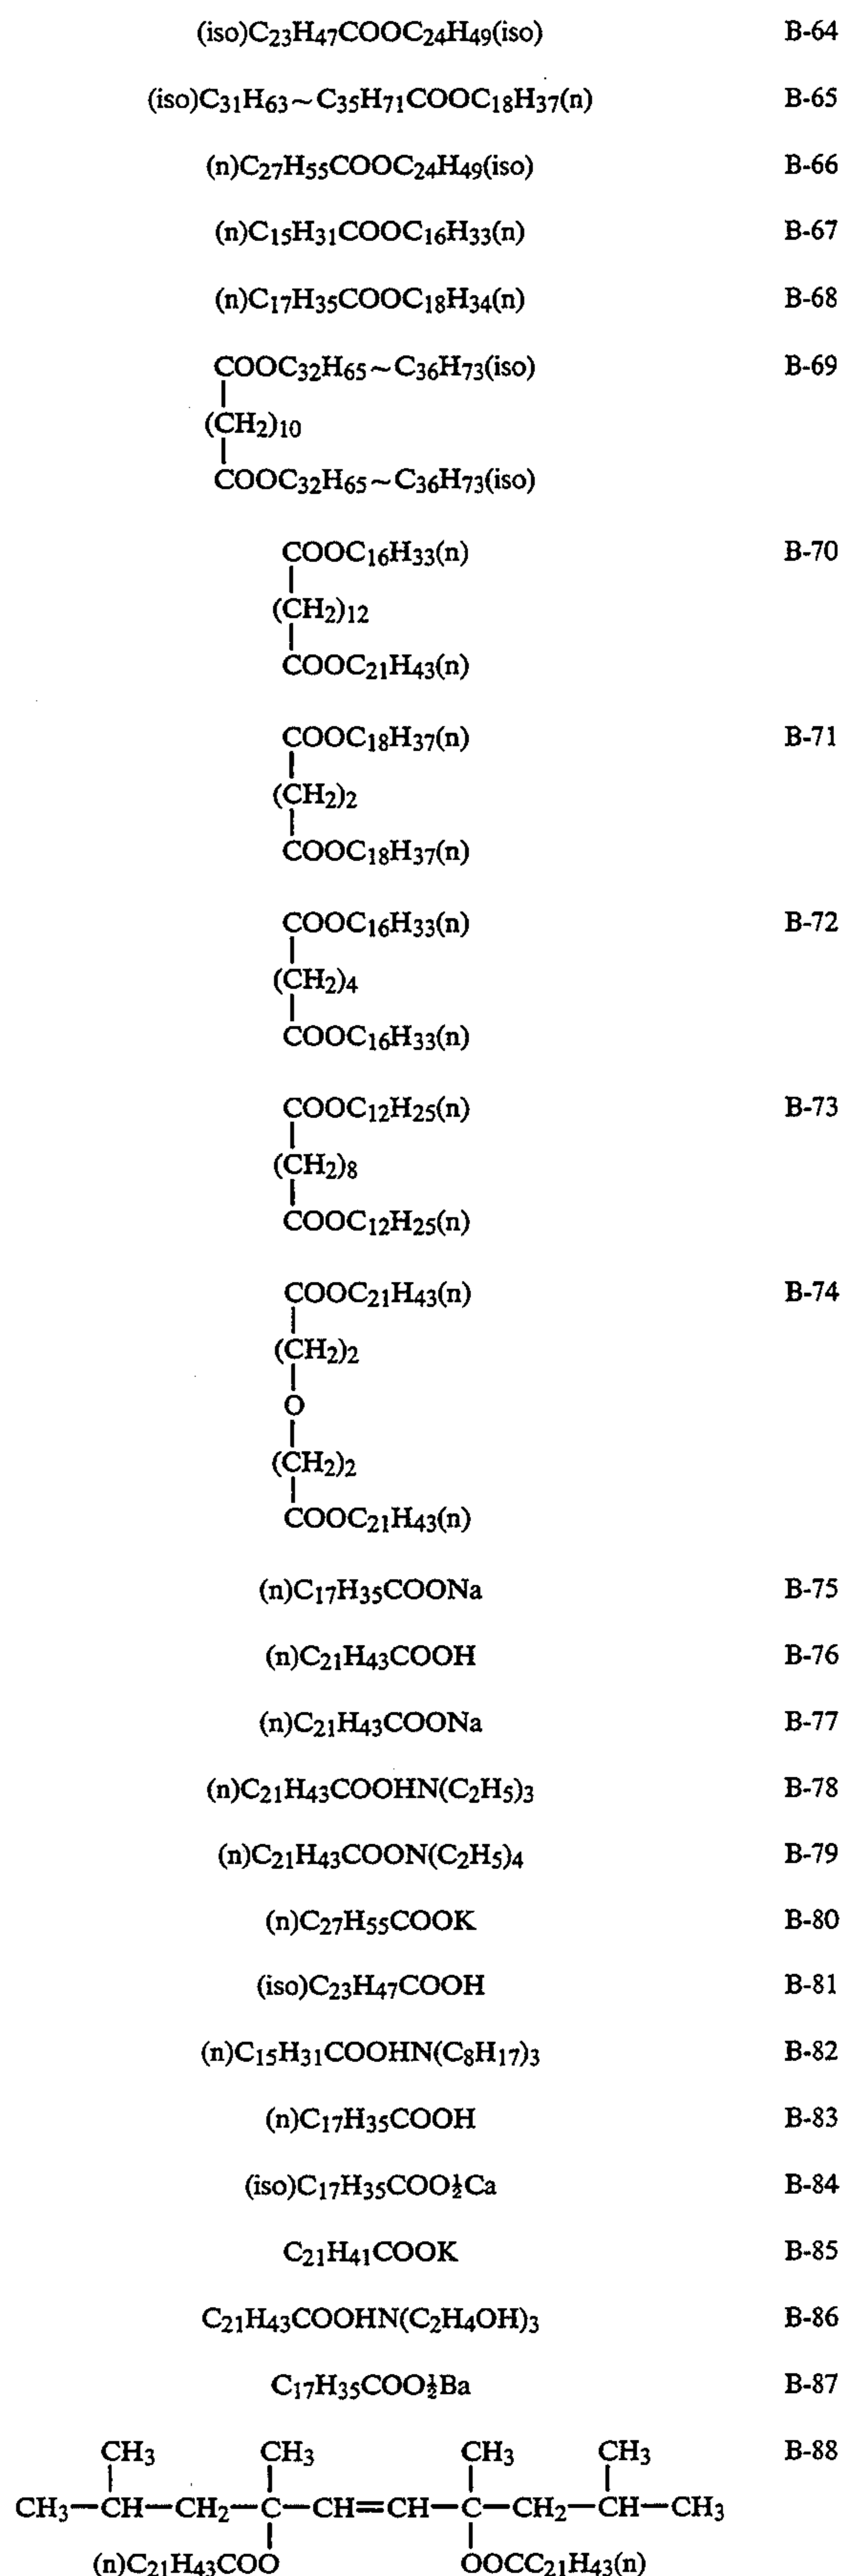 (iso)C23H47COOC24H49(iso) B-64
(iso)C31H63~C35H71COOC18H37(n) B-65
(n)C27H55COOC24H49(iso) B-66
(n)C15H31COOC16H33(n) B-67
(n)C17H35COOC18H34(n) B-68
COOC32H65~C36H73(iso) B-69
(CH2)10
COOC32H65~C36H73(iso)
COOC16H33(n) B-70
(CH2)12
COOC21H43(n)
COOC18H37(n) B-71
(CH2)2
COOC18H37(n)
COOC16H33(n) B-72
(CH2)4
COOC16H33(n)
COOC12H25(n) B-73
(CH2)8
COOC12H25(n)
COOC21H43(n) B-74
(CH2)2
O
(CH2)2
COOC21H43(n)
(n)C17H35COONa B-75
(n)C21H43COOH B-76
(n)C21H43COONa B-77
(n)C21H43COOHN(C2H5)3 B-78
(n)C21H43COON(C2H5)4 B-79
(n)C27H55COOK B-80
(iso)C23H47COOH B-81
(n)C15H31COOHN(C8H17)3 B-82
(n)C17H35COOH B-83
(iso)C17H35COO½Ca B-84
C21H41COOK B-85
C21H43COOHN(C2H4OH)3 B-86
C17H35COO½Ba B-87
CH3 CH3 CH3 CH3 B-88
CH3—CH—CH2—C—CH=CH—C—CH2—CH—CH3
(n)C21H43COO OOCC21H43(n)